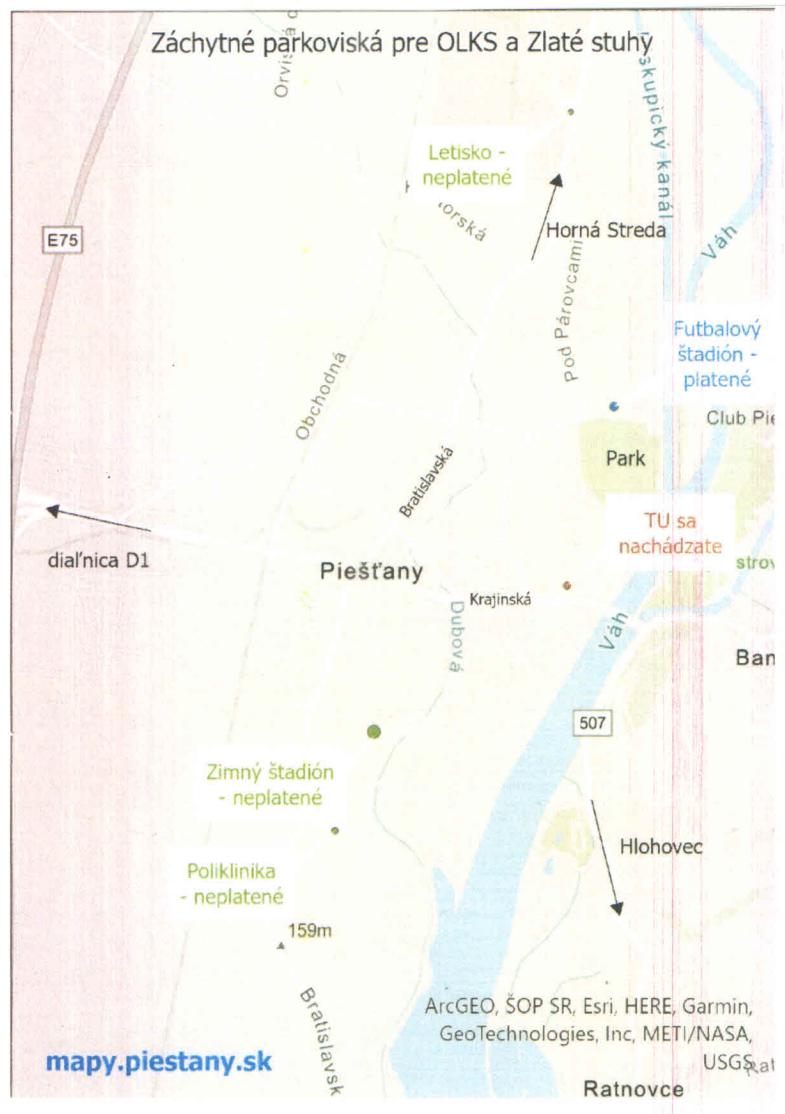 Záchytné parkoviská pre OLKS a Zlaté stuhy
Letisko -
neplatené
Váh
E75
Horná Streda
Pod Párovcami
Futbalový
štadión -
platené
Obchodná
Club Pie
Park
Bratislavská
TU sa
nachádzate
diaľnica D1
Piešťany
Krajinská
Dubová
Váh
Ban
507
Zimný štadión
- neplatené
Poliklinika
- neplatené
Hlohovec
159m
Bratislavsk
ArcGEO, ŠOP SR, Esri, HERE, Garmin,
GeoTechnologies, Inc, METI/NASA,
USGS
mapy.piestany.sk
Ratnovce